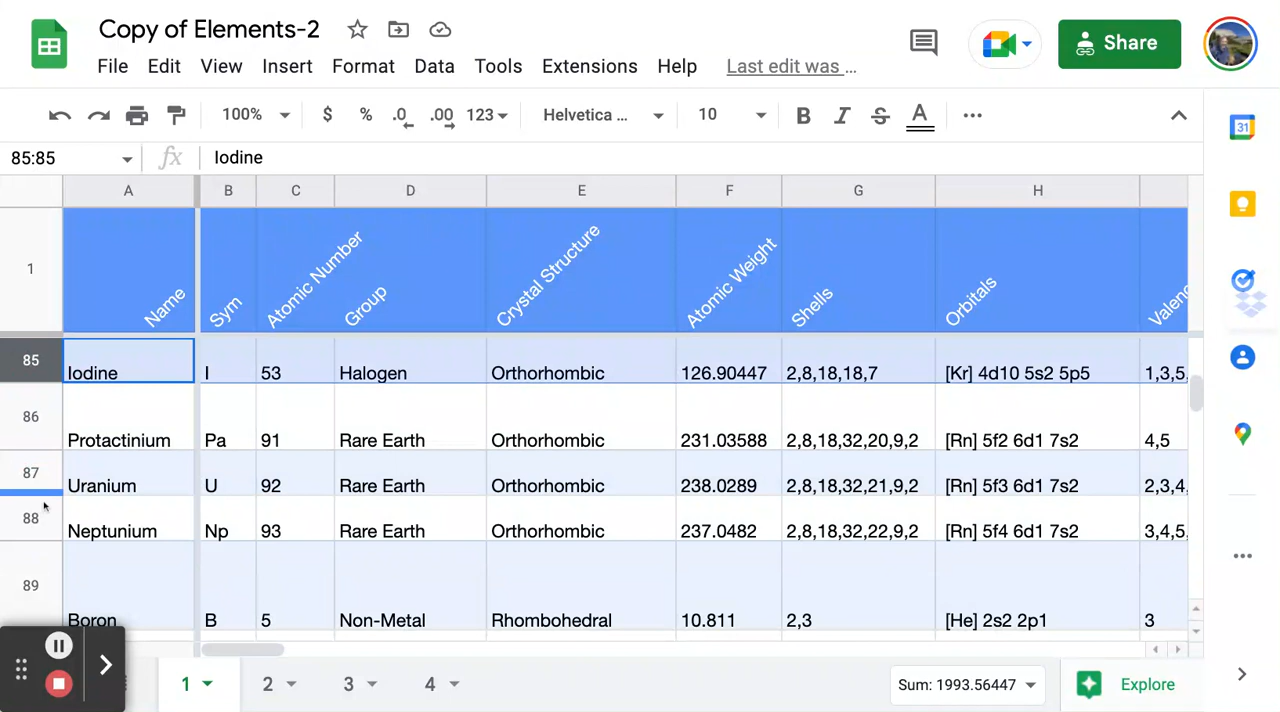 Copy of Elements-2
File Edit View Insert Format Data Tools Extensions Help Last edit was ...
Share
100% $ % .0 .00 123 Helvetica ... 10 B I S A
85:85 fx Iodine
A B C D E F G H
1 Name Sym Atomic Number Group Crystal Structure Atomic Weight Shells Orbitals Valenc
85 Iodine I 53 Halogen Orthorhombic 126.90447 2,8,18,18,7 [Kr] 4d10 5s2 5p5 1,3,5,
86 Protactinium Pa 91 Rare Earth Orthorhombic 231.03588 2,8,18,32,20,9,2 [Rn] 5f2 6d1 7s2 4,5
87 Uranium U 92 Rare Earth Orthorhombic 238.0289 2,8,18,32,21,9,2 [Rn] 5f3 6d1 7s2 2,3,4,
88 Neptunium Np 93 Rare Earth Orthorhombic 237.0482 2,8,18,32,22,9,2 [Rn] 5f4 6d1 7s2 3,4,5,
89 Boron B 5 Non-Metal Rhombohedral 10.811 2,3 [He] 2s2 2p1 3
1 2 3 4 Sum: 1993.56447 Explore
31